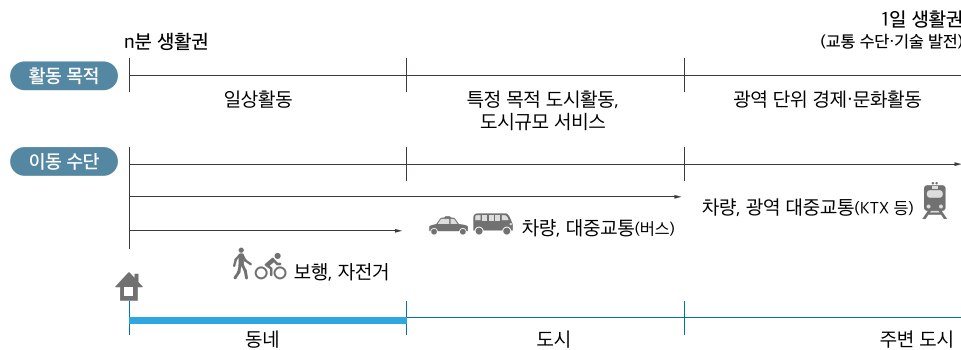 1일 생활권
n분 생활권
(교통 수단·기술 발전)
활동 목적
일상활동
특정 목적 도시활동,
도시규모 서비스
광역 단위 경제·문화활동
이동 수단
차량, 광역 대중교통(KTX 등)
차량, 대중교통(버스)
보행, 자전거
동네
도시
주변 도시